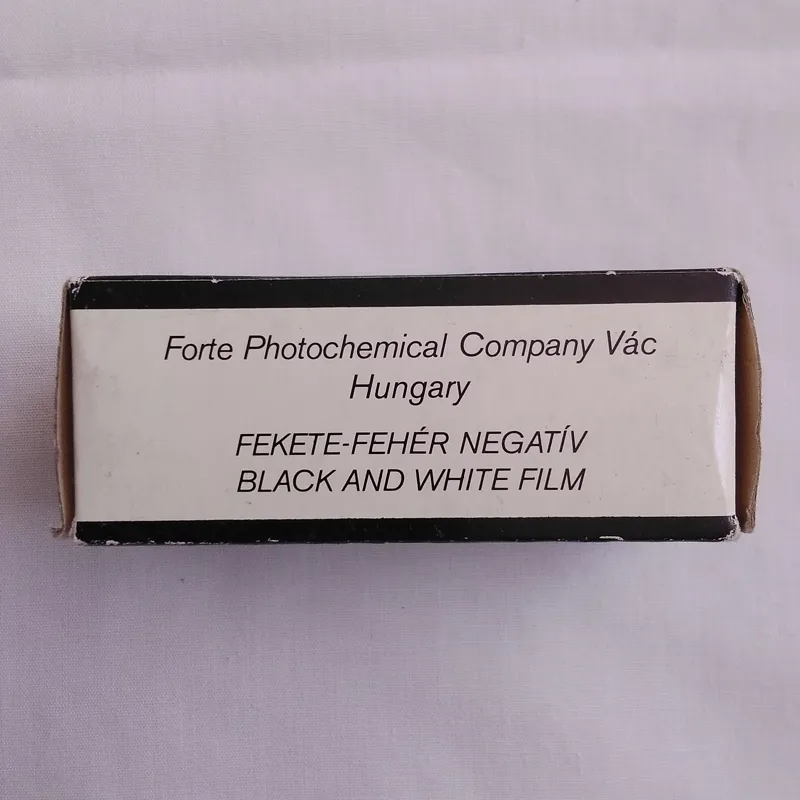 Forte Photochemical Company Vác
Hungary
FEKETE-FEHÉR NEGATÍV
BLACK AND WHITE FILM